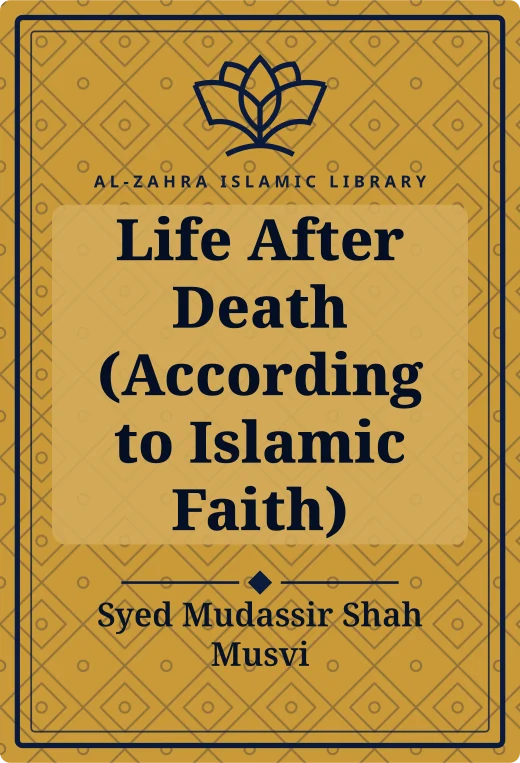 AL-ZAHRA ISLAMIC LIBRARY
Life After
Death
(According
to Islamic
Faith)
Syed Mudassir Shah
Musvi